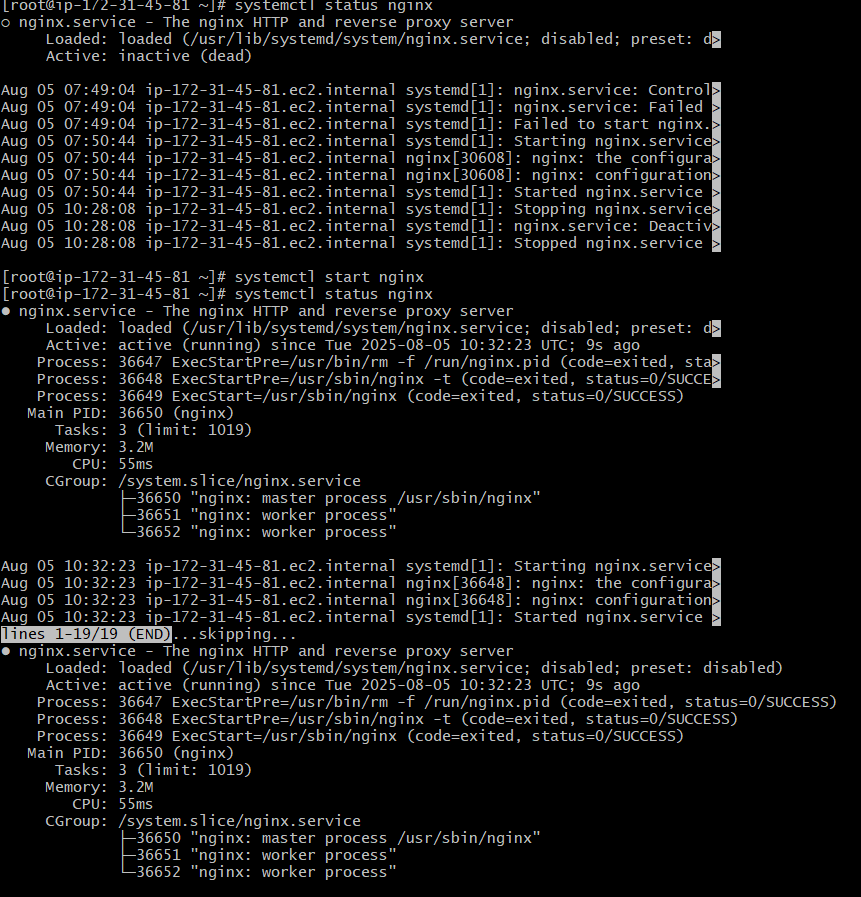 [root@ip-172-31-45-81 ~]# systemctl status nginx
○ nginx.service - The nginx HTTP and reverse proxy server
     Loaded: loaded (/usr/lib/systemd/system/nginx.service; disabled; preset: d>
     Active: inactive (dead)

Aug 05 07:49:04 ip-172-31-45-81.ec2.internal systemd[1]: nginx.service: Control>
Aug 05 07:49:04 ip-172-31-45-81.ec2.internal systemd[1]: nginx.service: Failed >
Aug 05 07:49:04 ip-172-31-45-81.ec2.internal systemd[1]: Failed to start nginx.>
Aug 05 07:50:44 ip-172-31-45-81.ec2.internal systemd[1]: Starting nginx.service>
Aug 05 07:50:44 ip-172-31-45-81.ec2.internal nginx[30608]: nginx: the configura>
Aug 05 07:50:44 ip-172-31-45-81.ec2.internal nginx[30608]: nginx: configuration>
Aug 05 07:50:44 ip-172-31-45-81.ec2.internal systemd[1]: Started nginx.service >
Aug 05 10:28:08 ip-172-31-45-81.ec2.internal systemd[1]: Stopping nginx.service>
Aug 05 10:28:08 ip-172-31-45-81.ec2.internal systemd[1]: nginx.service: Deactiv>
Aug 05 10:28:08 ip-172-31-45-81.ec2.internal systemd[1]: Stopped nginx.service >

[root@ip-172-31-45-81 ~]# systemctl start nginx
[root@ip-172-31-45-81 ~]# systemctl status nginx
● nginx.service - The nginx HTTP and reverse proxy server
     Loaded: loaded (/usr/lib/systemd/system/nginx.service; disabled; preset: d>
     Active: active (running) since Tue 2025-08-05 10:32:23 UTC; 9s ago
    Process: 36647 ExecStartPre=/usr/bin/rm -f /run/nginx.pid (code=exited, sta>
    Process: 36648 ExecStartPre=/usr/sbin/nginx -t (code=exited, status=0/SUCCE>
    Process: 36649 ExecStart=/usr/sbin/nginx (code=exited, status=0/SUCCESS)
   Main PID: 36650 (nginx)
      Tasks: 3 (limit: 1019)
     Memory: 3.2M
        CPU: 55ms
     CGroup: /system.slice/nginx.service
             ├─36650 "nginx: master process /usr/sbin/nginx"
             ├─36651 "nginx: worker process"
             └─36652 "nginx: worker process"

Aug 05 10:32:23 ip-172-31-45-81.ec2.internal systemd[1]: Starting nginx.service>
Aug 05 10:32:23 ip-172-31-45-81.ec2.internal nginx[36648]: nginx: the configura>
Aug 05 10:32:23 ip-172-31-45-81.ec2.internal nginx[36648]: nginx: configuration>
Aug 05 10:32:23 ip-172-31-45-81.ec2.internal systemd[1]: Started nginx.service >
lines 1-19/19 (END)...skipping...
● nginx.service - The nginx HTTP and reverse proxy server
     Loaded: loaded (/usr/lib/systemd/system/nginx.service; disabled; preset: disabled)
     Active: active (running) since Tue 2025-08-05 10:32:23 UTC; 9s ago
    Process: 36647 ExecStartPre=/usr/bin/rm -f /run/nginx.pid (code=exited, status=0/SUCCESS)
    Process: 36648 ExecStartPre=/usr/sbin/nginx -t (code=exited, status=0/SUCCESS)
    Process: 36649 ExecStart=/usr/sbin/nginx (code=exited, status=0/SUCCESS)
   Main PID: 36650 (nginx)
      Tasks: 3 (limit: 1019)
     Memory: 3.2M
        CPU: 55ms
     CGroup: /system.slice/nginx.service
             ├─36650 "nginx: master process /usr/sbin/nginx"
             ├─36651 "nginx: worker process"
             └─36652 "nginx: worker process"